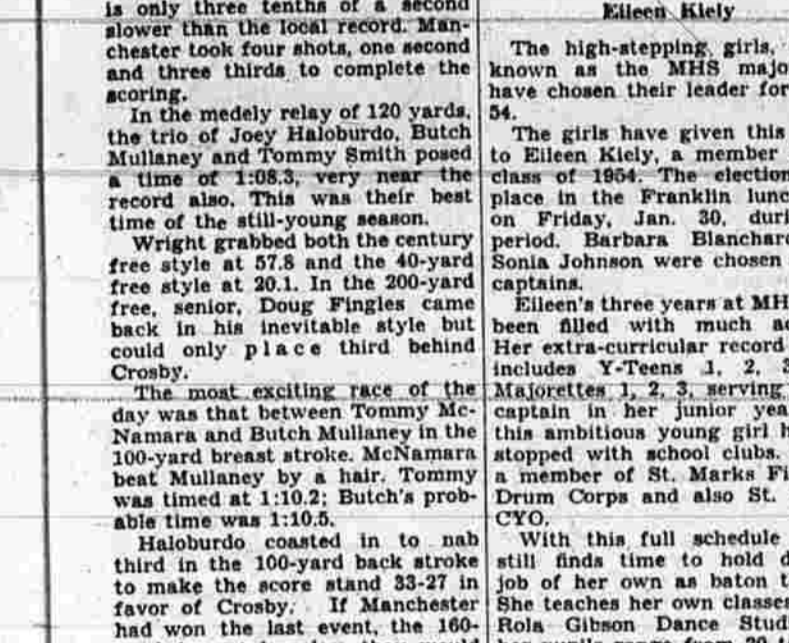 is only three tenths of a second
slower than the local record. Man-
chester took four shots, one second
and three thirds to complete the
scoring.
In the medely relay of 120 yards,
the trio of Joey Haloburdo, Butch
Mullaney and Tommy Smith posed
a time of 1:08.3, very near the
record also. This was their best
time of the still-young season.
Wright grabbed both the century
free style at 57.8 and the 40-yard
free style at 20.1. In the 200-yard
free, senior, Doug Fingles came
back in his inevitable style but
could only place third behind
Crosby.
The most exciting race of the
day was that between Tommy Mc-
Namara and Butch Mullaney in the
100-yard breast stroke. McNamara
beat Mullaney by a hair. Tommy
was timed at 1:10.2; Butch's prob-
able time was 1:10.5.
Haloburdo coasted in to nab
third in the 100-yard back stroke
to make the score stand 33-27 in
favor of Crosby. If Manchester
had won the last event, the 160-
Eileen Kiely
The high-stepping girls,
known as the MHS majo
have chosen their leader for
54.
The girls have given this
to Eileen Kiely, a member
class of 1954. The election
place in the Franklin lunc
on Friday, Jan. 30, duri
period. Barbara Blanchard
Sonia Johnson were chosen
captains.
Eileen's three years at MH
been filled with much ac
Her extra-curricular record
includes Y-Teens 1, 2, 3
Majorettes 1, 2, 3, serving
captain in her junior yea
this ambitious young girl h
stopped with school clubs.
a member of St. Marks Fi
Drum Corps and also St.
CYO.
With this full schedule
still finds time to hold d
job of her own as baton t
She teaches her own classes
Rola Gibson Dance Stud